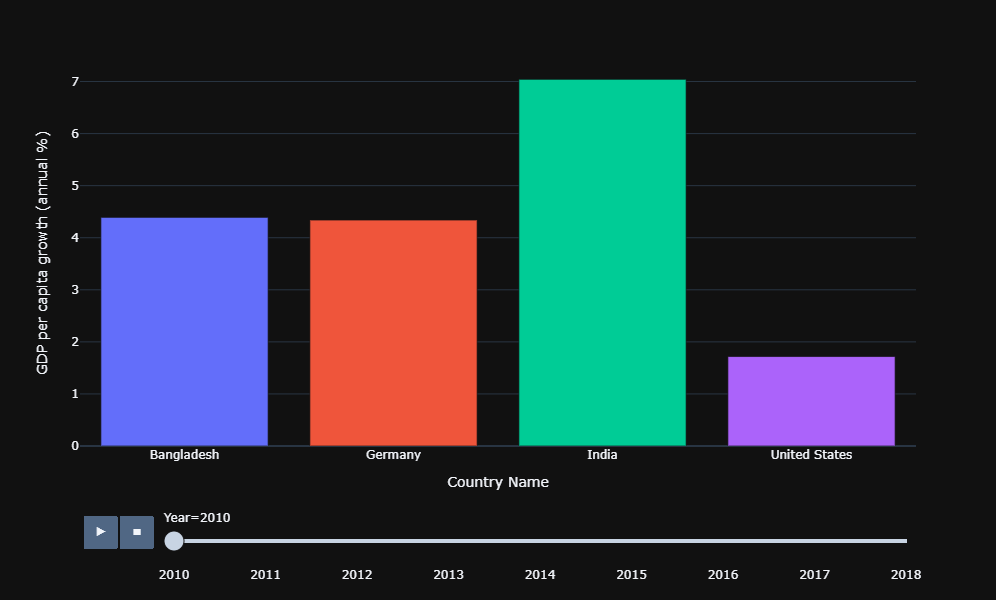 7
6
5
4
3
2
1
0
GDP per capita growth (annual %)
Bangladesh Germany India United States
Country Name
Year=2010
2010 2011 2012 2013 2014 2015 2016 2017 2018